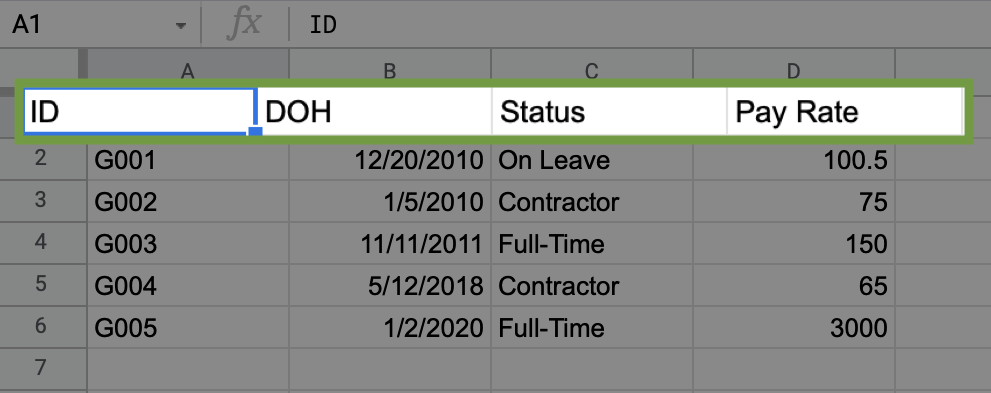 A1 fx ID
A B C D
ID DOH Status Pay Rate
2 G001 12/20/2010 On Leave 100.5
3 G002 1/5/2010 Contractor 75
4 G003 11/11/2011 Full-Time 150
5 G004 5/12/2018 Contractor 65
6 G005 1/2/2020 Full-Time 3000
7